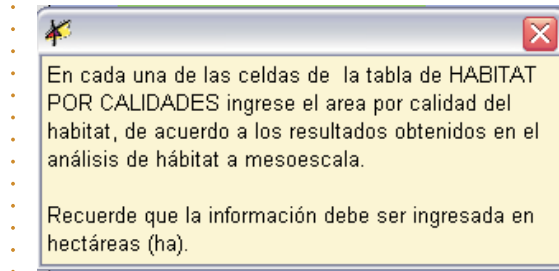 En cada una de las celdas de  la tabla de HABITAT
POR CALIDADES ingrese el area por calidad del
habitat, de acuerdo a los resultados obtenidos en el
análisis de hábitat a mesoescala.

Recuerde que la información debe ser ingresada en
hectáreas (ha).